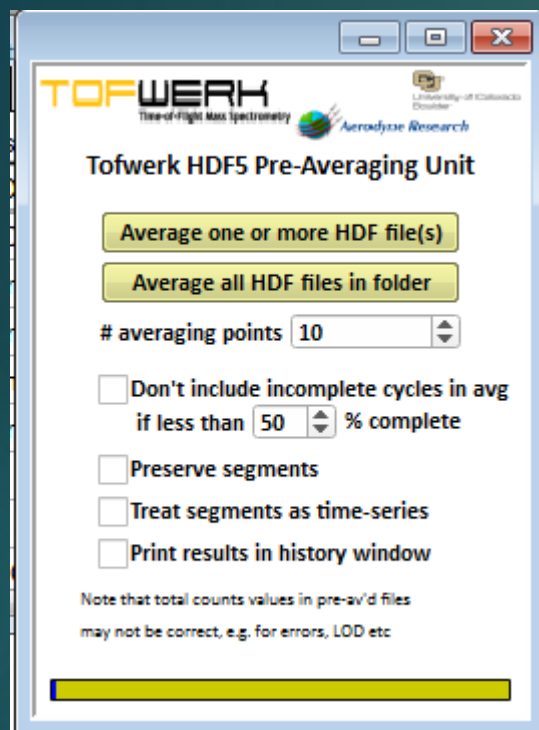 TOFWERK
Time-of-Flight Mass Spectrometry
University of Colorado
Boulder
Aerodyne Research
Tofwerk HDF5 Pre-Averaging Unit
Average one or more HDF file(s)
Average all HDF files in folder
# averaging points 10
Don't include incomplete cycles in avg
if less than 50 % complete
Preserve segments
Treat segments as time-series
Print results in history window
Note that total counts values in pre-av'd files
may not be correct, e.g. for errors, LOD etc